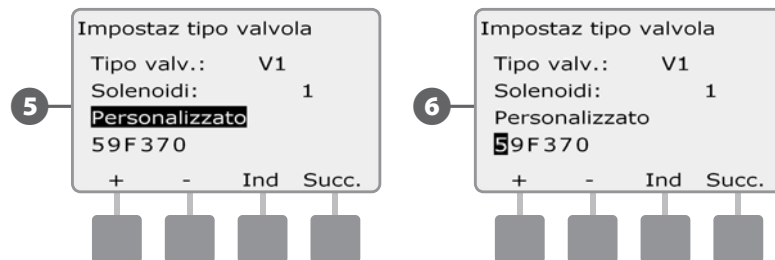 5
Impostaz tipo valvola
Tipo valv.: V1
Solenoidi: 1
Personalizzato
59F370
+ - Ind Succ.
6
Impostaz tipo valvola
Tipo valv.: V1
Solenoidi: 1
Personalizzato
59F370
+ - Ind Succ.